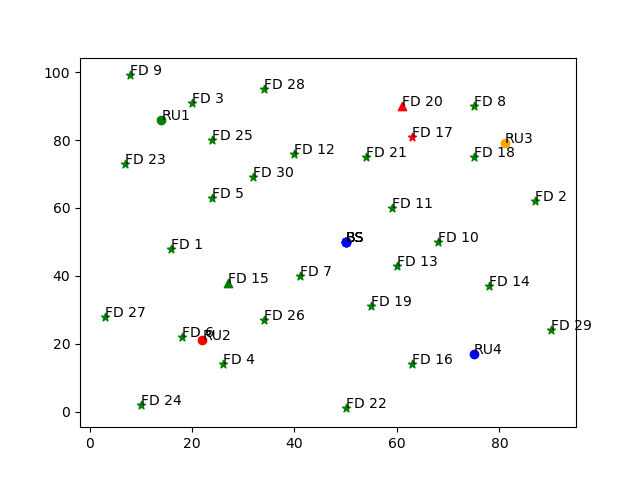 FD 9
FD 28
FD 3
FD 20
FD 8
RU1
FD 25
FD 17
RU3
FD 12
FD 21
FD 18
FD 23
FD 30
FD 5
FD 2
FD 11
FD 1
BS
FD 10
FD 13
FD 7
FD 15
FD 14
FD 19
FD 27
FD 26
FD 29
FD 6
RU2
RU4
FD 4
FD 16
FD 24
FD 22
100
80
60
40
20
0
0 20 40 60 80